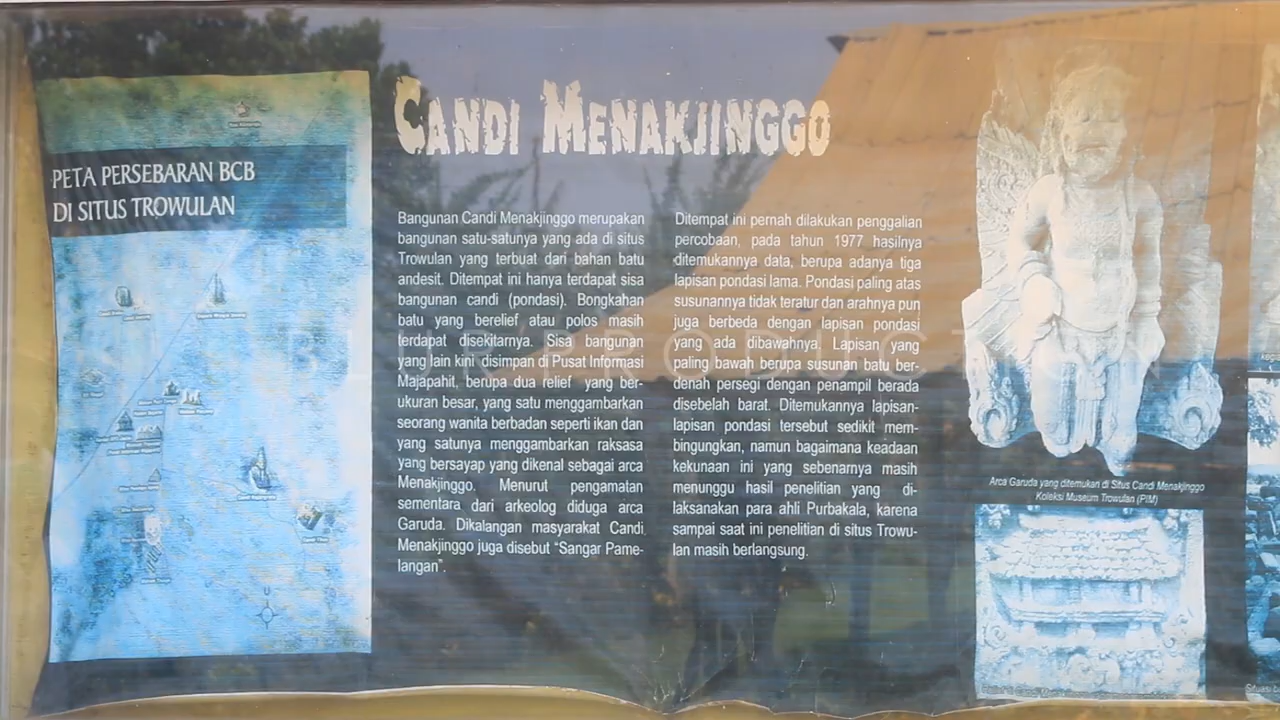 PETA PERSEBARAN BCB
DI SITUS TROWULAN
CANDI MENAKJINGGO
Bangunan Candi Menakjinggo merupakan
bangunan satu-satunya yang ada di situs
Trowulan yang terbuat dari bahan batu
andesit. Ditempat ini hanya terdapat sisa
bangunan candi (pondasi). Bongkahan
batu yang berelief atau polos masih
terdapat disekitarnya. Sisa bangunan
yang lain kini disimpan di Pusat Informasi
Majapahit, berupa dua relief yang ber-
ukuran besar, yang satu menggambarkan
seorang wanita berbadan seperti ikan dan
yang satunya menggambarkan raksasa
yang bersayap yang dikenal sebagai arca
Menakjinggo. Menurut pengamatan
sementara dari arkeolog diduga arca
Garuda. Dikalangan masyarakat Candi
Menakjinggo juga disebut “Sangar Pame-
langan”.
Ditempat ini pernah dilakukan penggalian
percobaan, pada tahun 1977 hasilnya
ditemukannya data, berupa adanya tiga
lapisan pondasi lama. Pondasi paling atas
susunannya tidak teratur dan arahnya pun
juga berbeda dengan lapisan pondasi
yang ada dibawahnya. Lapisan yang
paling bawah berupa susunan batu ber-
denah persegi dengan penampil berada
disebelah barat. Ditemukannya lapisan-
lapisan pondasi tersebut sedikit mem-
bingungkan, namun bagaimana keadaan
kekunaan ini yang sebenarnya masih
menunggu hasil penelitian yang di-
laksanakan para ahli Purbakala, karena
sampai saat ini penelitian di situs Trowu-
lan masih berlangsung.
Arca Garuda yang ditemukan di Situs Candi Menakjinggo
Koleksi Museum Trowulan (PIM)